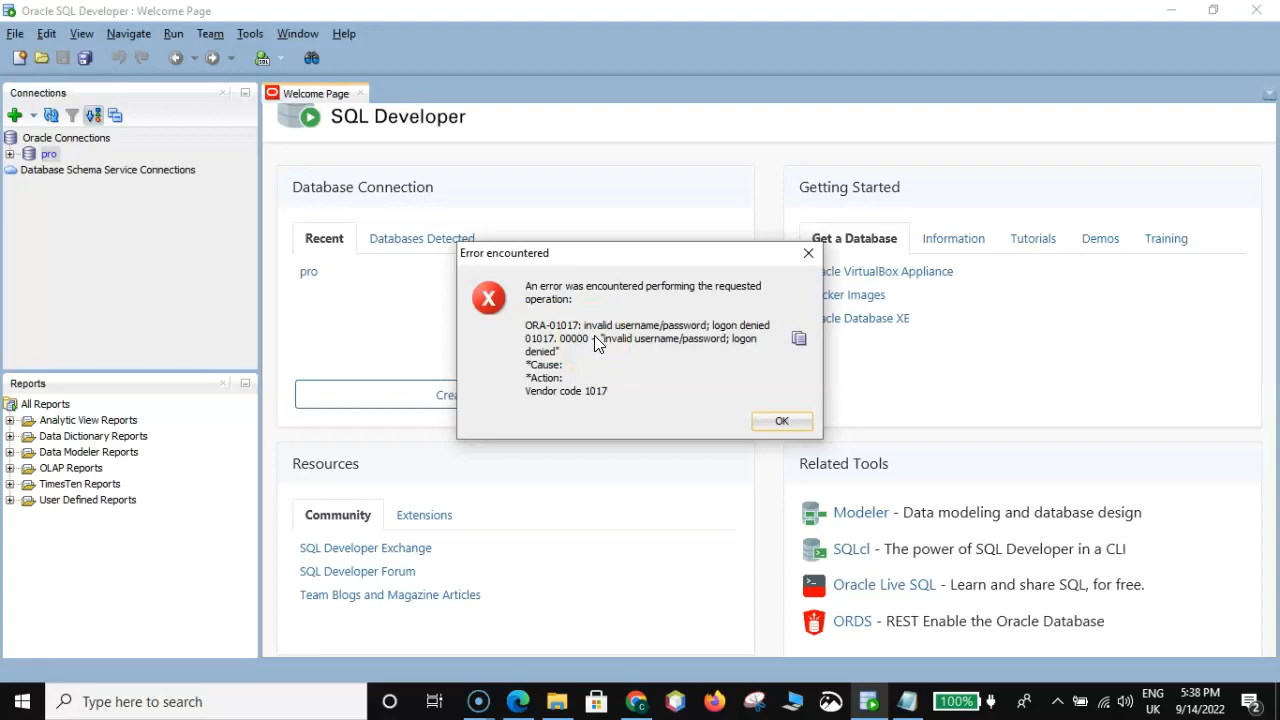 Oracle SQL Developer : Welcome Page
File Edit View Navigate Run Team Tools Window Help
Connections
Oracle Connections
pro
Database Schema Service Connections
Reports
All Reports
Analytic View Reports
Data Dictionary Reports
Data Modeler Reports
OLAP Reports
TimesTen Reports
User Defined Reports
Welcome Page
SQL Developer
Database Connection
Recent Databases Detected
pro
Getting Started
Get a Database Information Tutorials Demos Training
VirtualBox Appliance
Images
Database XE
Error encountered
An error was encountered performing the requested
operation:
ORA-01017: invalid username/password; logon denied
01017. 00000 - "invalid username/password; logon
denied"
*Cause:
*Action:
Vendor code 1017
OK
Resources
Community Extensions
SQL Developer Exchange
SQL Developer Forum
Team Blogs and Magazine Articles
Related Tools
Modeler - Data modeling and database design
SQLcl - The power of SQL Developer in a CLI
Oracle Live SQL - Learn and share SQL, for free.
ORDS - REST Enable the Oracle Database
Type here to search
100%
ENG
UK
5:38 PM
9/14/2022
2